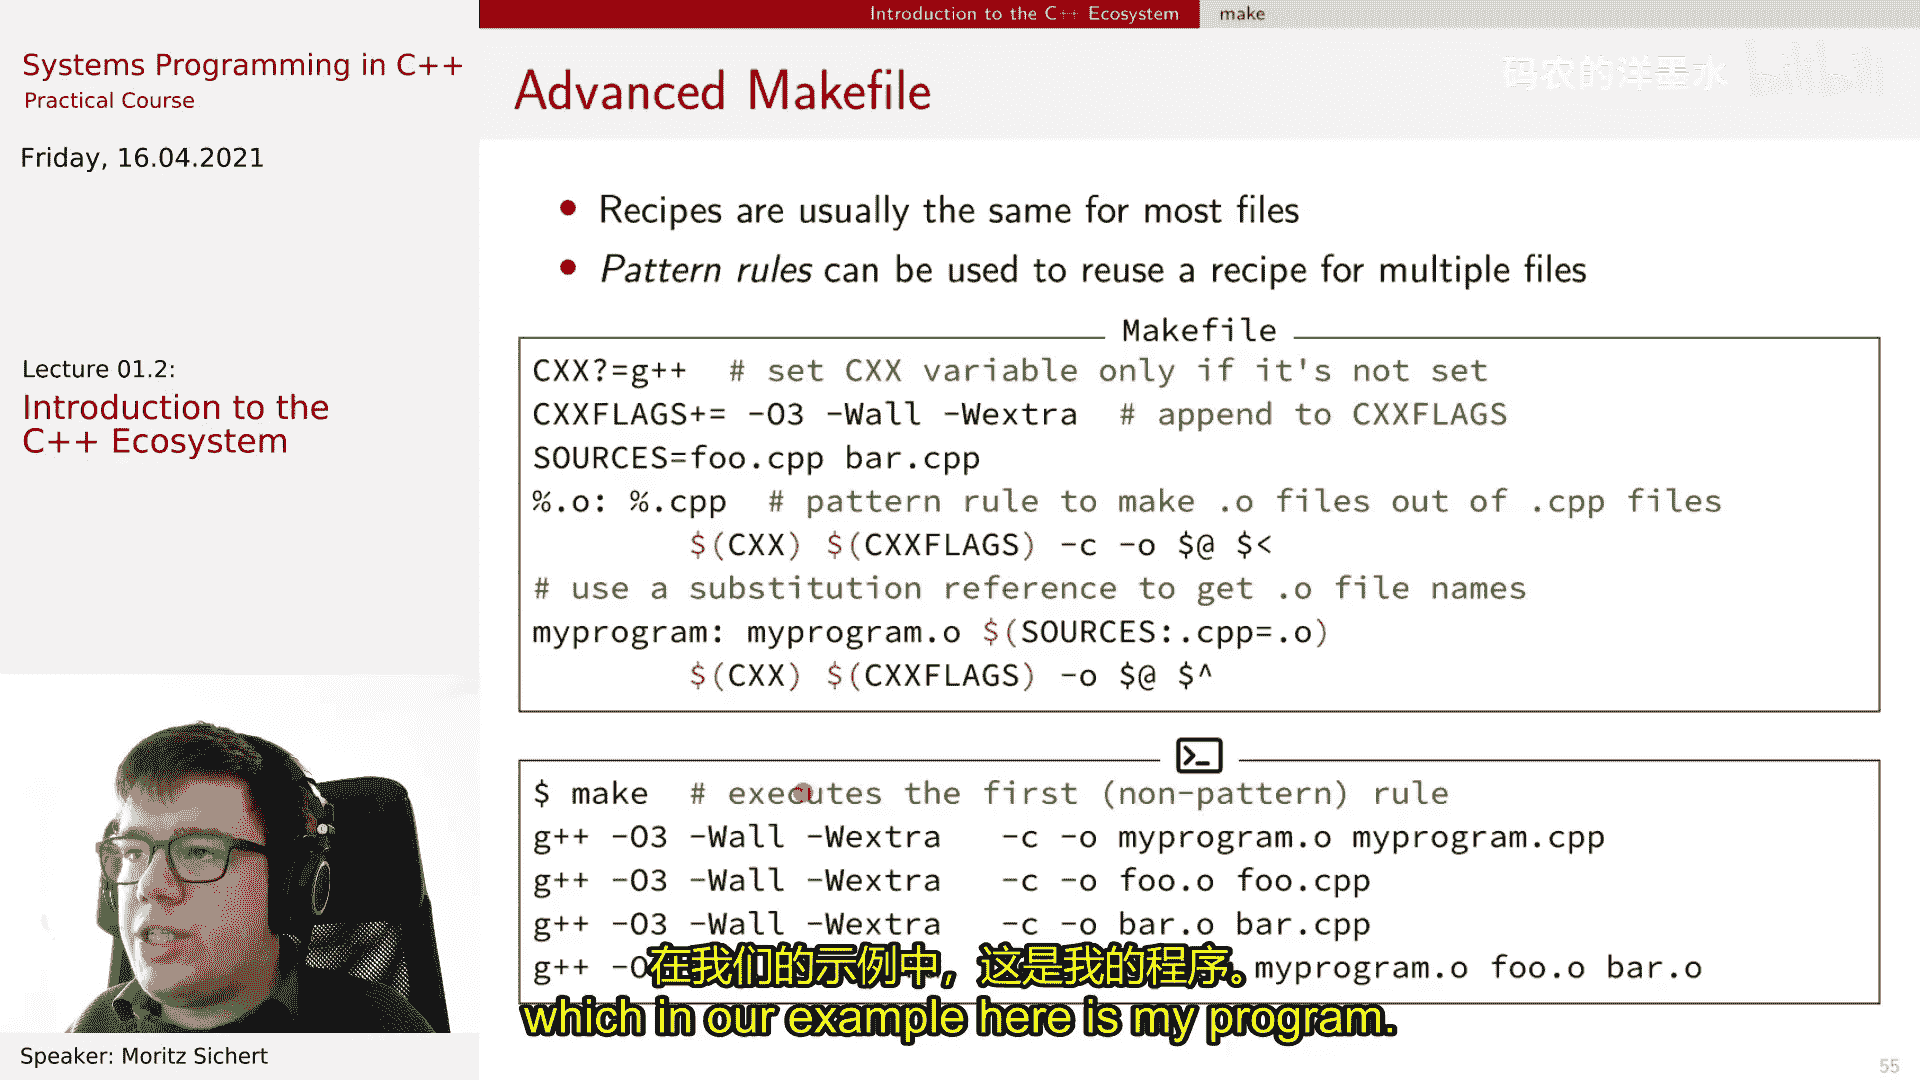 Introduction to the C++ Ecosystem
make
Systems Programming in C++
Practical Course
Friday, 16.04.2021
Lecture 01.2:
Introduction to the
C++ Ecosystem
Speaker: Moritz Sichert
Advanced Makefile
码农的洋墨水
bilibili
• Recipes are usually the same for most files
• Pattern rules can be used to reuse a recipe for multiple files
Makefile
CXX?=g++ # set CXX variable only if it's not set
CXXFLAGS+= -O3 -Wall -Wextra # append to CXXFLAGS
SOURCES=foo.cpp bar.cpp
%.o: %.cpp # pattern rule to make .o files out of .cpp files
$(CXX) $(CXXFLAGS) -c -o $@ $<
# use a substitution reference to get .o file names
myprogram: myprogram.o $(SOURCES:.cpp=.o)
$(CXX) $(CXXFLAGS) -o $@ $^
>_
$ make # executes the first (non-pattern) rule
g++ -O3 -Wall -Wextra -c -o myprogram.o myprogram.cpp
g++ -O3 -Wall -Wextra -c -o foo.o foo.cpp
g++ -O3 -Wall -Wextra -c -o bar.o bar.cpp
g++ myprogram.o foo.o bar.o
在我们的示例中，这是我的程序。
which in our example here is my program.
55